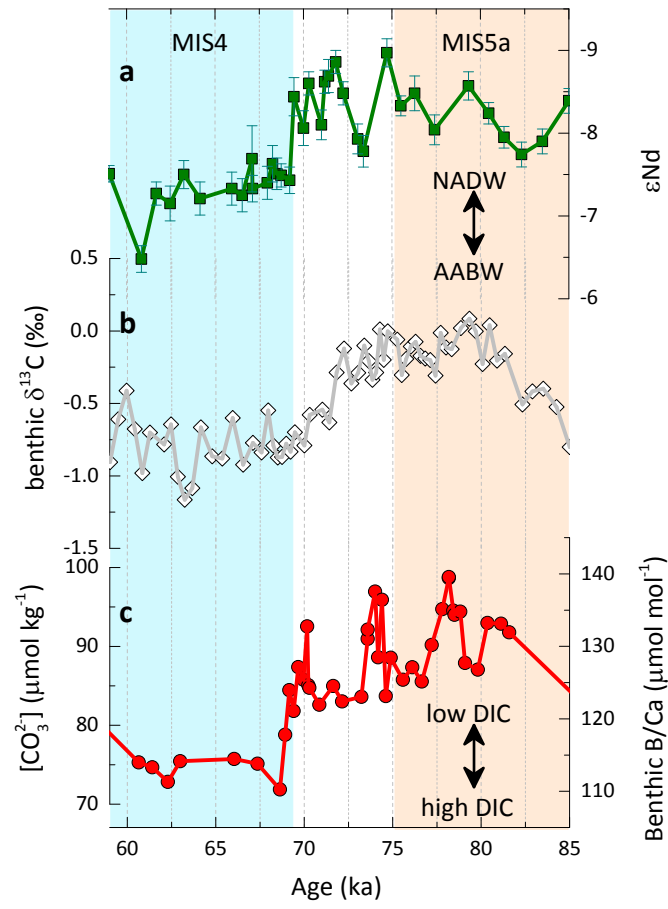 MIS4
MIS5a
a
-9
-8
-7
-6
εNd
NADW
AABW
0.5
0.0
-0.5
-1.0
-1.5
benthic δ¹³C (‰)
b
100
90
80
70
[CO₃²⁻] (μmol kg⁻¹)
c
140
130
120
110
Benthic B/Ca (μmol mol⁻¹)
low DIC
high DIC
60 65 70 75 80 85
Age (ka)